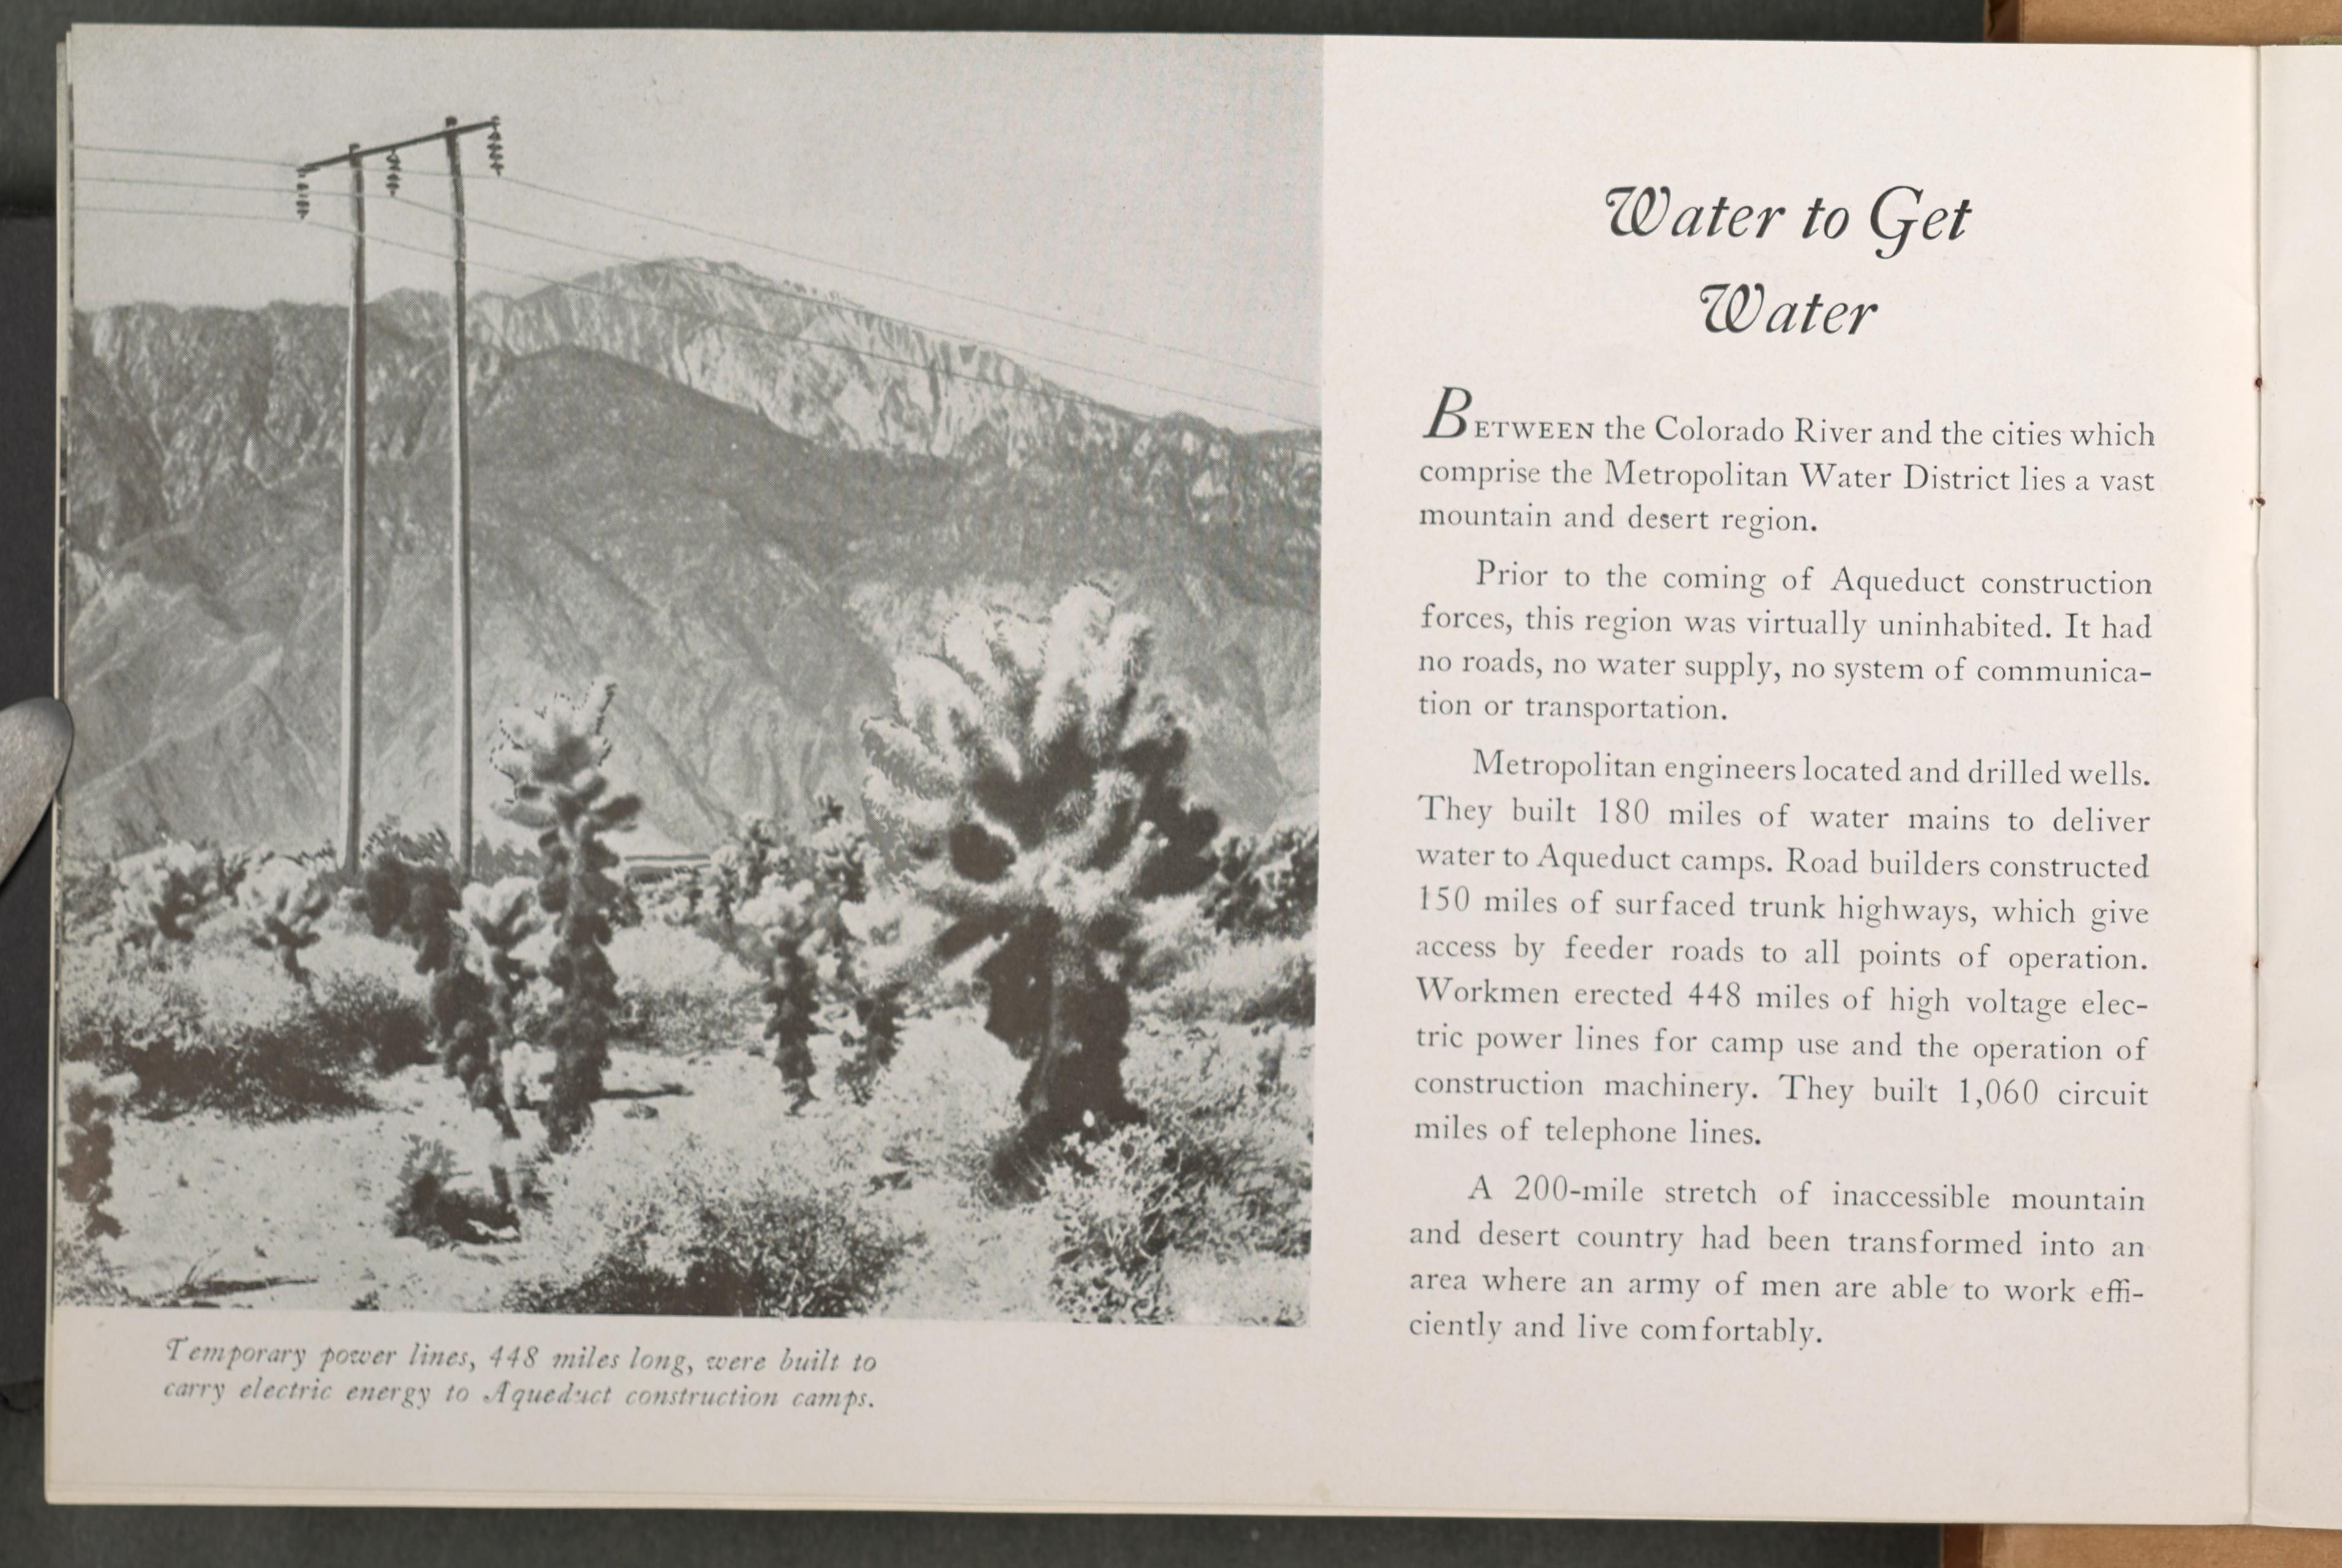 Water to Get
Water
BETWEEN the Colorado River and the cities which
comprise the Metropolitan Water District lies a vast
mountain and desert region.
Prior to the coming of Aqueduct construction
forces, this region was virtually uninhabited. It had
no roads, no water supply, no system of communica-
tion or transportation.
Metropolitan engineers located and drilled wells.
They built 180 miles of water mains to deliver
water to Aqueduct camps. Road builders constructed
150 miles of surfaced trunk highways, which give
access by feeder roads to all points of operation.
Workmen erected 448 miles of high voltage elec-
tric power lines for camp use and the operation of
construction machinery. They built 1,060 circuit
miles of telephone lines.
A 200-mile stretch of inaccessible mountain
and desert country had been transformed into an
area where an army of men are able to work effi-
ciently and live comfortably.
Temporary power lines, 448 miles long, were built to
carry electric energy to Aqueduct construction camps.